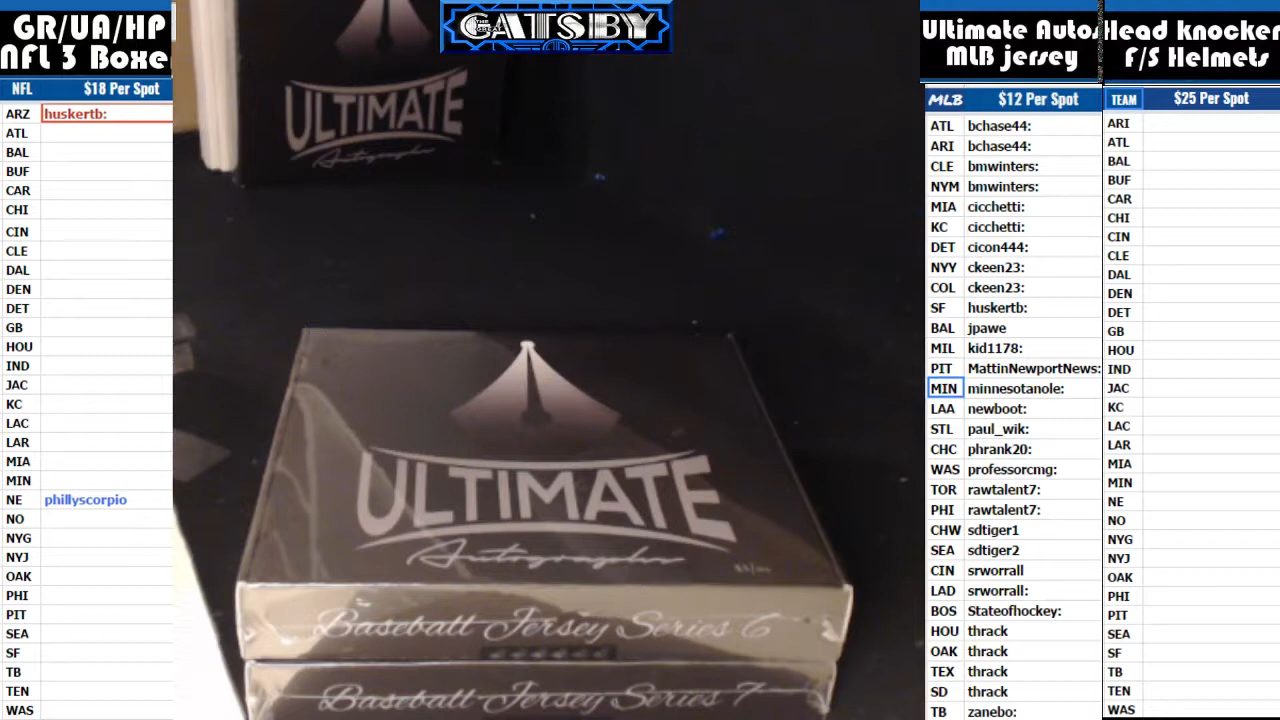 GR/UA/HP
NFL 3 Boxe
NFL $18 Per Spot
ARZ huskertb:
ATL
BAL
BUF
CAR
CHI
CIN
CLE
DAL
DEN
DET
GB
HOU
IND
JAC
KC
LAC
LAR
MIA
MIN
NE phillyscorpio
NO
NYG
NYJ
OAK
PHI
PIT
SEA
SF
TB
TEN
WAS
THE GREAT
GATSBY
ULTIMATE
Autographs
ULTIMATE
Autographs
Baseball Jersey Series 6
Baseball Jersey Series 7
Ultimate Autos
MLB jersey
MLB $12 Per Spot
ATL bchase44:
ARI bchase44:
CLE bmwinters:
NYM bmwinters:
MIA cicchetti:
KC cicchetti:
DET cicon444:
NYY ckeen23:
COL ckeen23:
SF huskertb:
BAL jpawe
MIL kid1178:
PIT MattinNewportNews:
MIN minnesotanole:
LAA newboot:
STL paul_wik:
CHC phrank20:
WAS professorcmg:
TOR rawtalent7:
PHI rawtalent7:
CHW sdtiger1
SEA sdtiger2
CIN srworrall
LAD srworrall:
BOS Stateofhockey:
HOU thrack
OAK thrack
TEX thrack
SD thrack
TB zanebo:
Head knocker
F/S Helmets
TEAM $25 Per Spot
ARI
ATL
BAL
BUF
CAR
CHI
CIN
CLE
DAL
DEN
DET
GB
HOU
IND
JAC
KC
LAC
LAR
MIA
MIN
NE
NO
NYG
NYJ
OAK
PHI
PIT
SEA
SF
TB
TEN
WAS